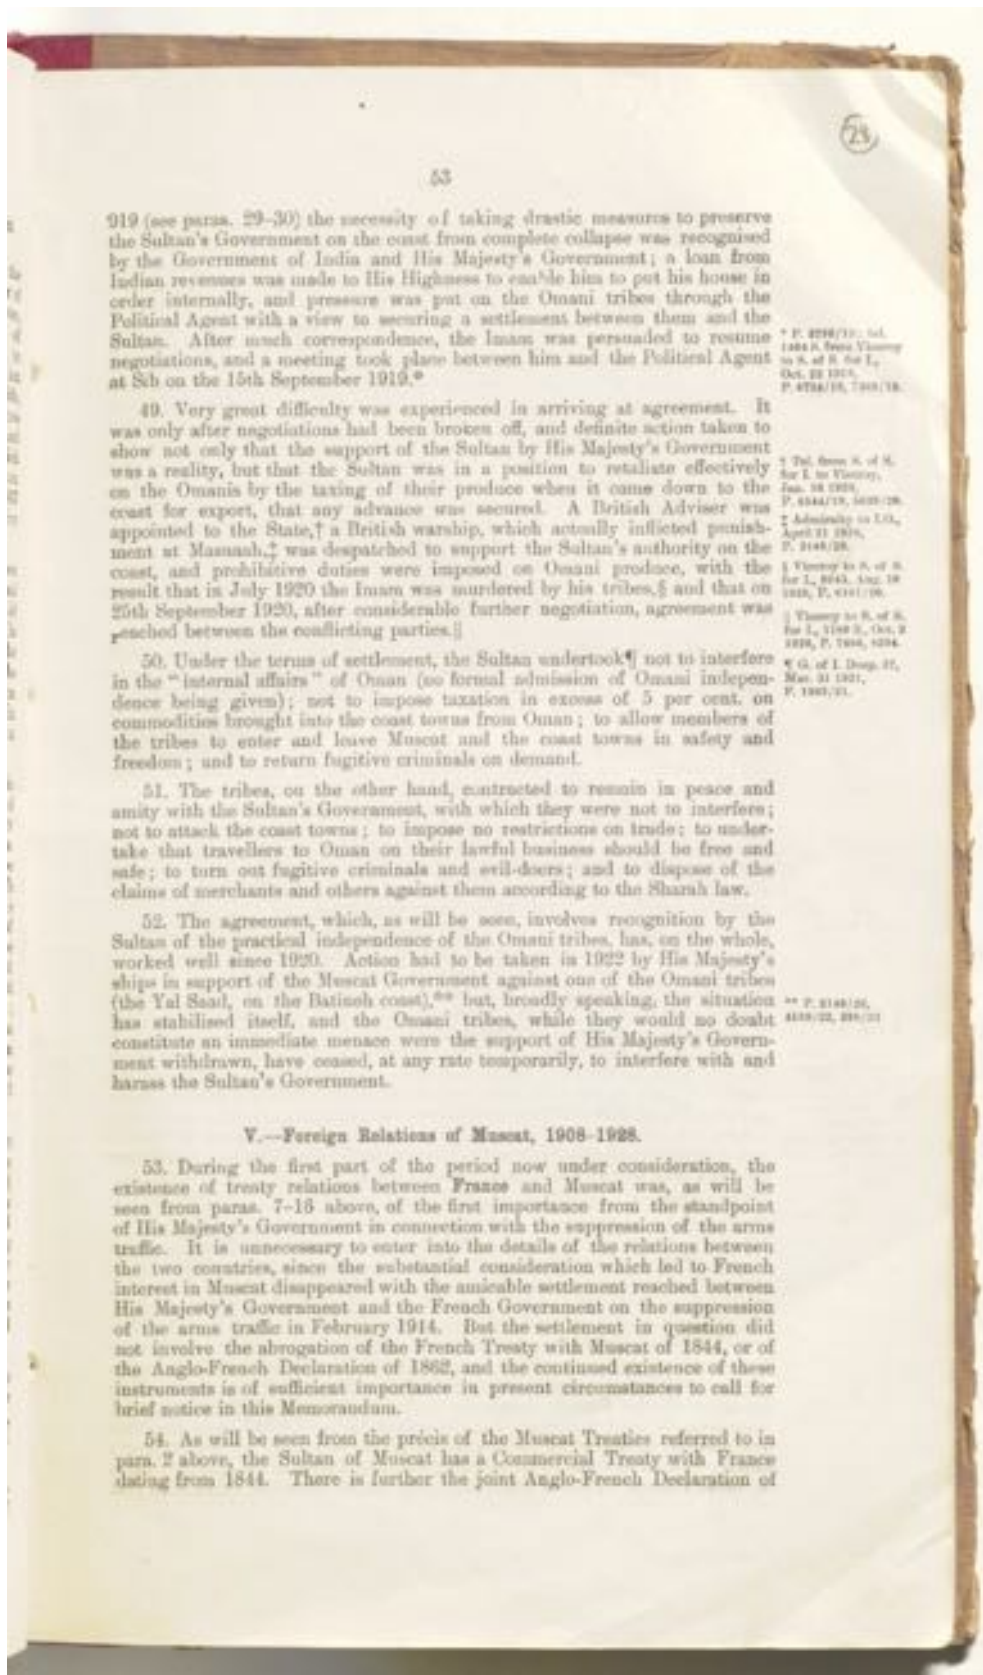 28
53
919 (see paras. 29-30) the necessity of taking drastic measures to preserve
the Sultan's Government on the coast from complete collapse was recognised
by the Government of India and His Majesty's Government; a loan from
Indian revenues was made to His Highness to enable him to put his house in
order internally, and pressure was put on the Omani tribes through the
Political Agent with a view to securing a settlement between them and the
Sultan. After much correspondence, the Imam was persuaded to resume
negotiations, and a meeting took place between him and the Political Agent
at Sib on the 15th September 1919.*
49. Very great difficulty was experienced in arriving at agreement. It
was only after negotiations had been broken off, and definite action taken to
show not only that the support of the Sultan by His Majesty's Government
was a reality, but that the Sultan was in a position to retaliate effectively
on the Omanis by the taxing of their produce when it came down to the
coast for export, that any advance was secured. A British Adviser was
appointed to the State,† a British warship, which actually inflicted punish-
ment at Masnaah,‡ was despatched to support the Sultan's authority on the
coast, and prohibitive duties were imposed on Omani produce, with the
result that in July 1920 the Imam was murdered by his tribes,§ and that on
25th September 1920, after considerable further negotiation, agreement was
reached between the conflicting parties.||
50. Under the terms of settlement, the Sultan undertook¶ not to interfere
in the "internal affairs" of Oman (no formal admission of Omani indepen-
dence being given); not to impose taxation in excess of 5 per cent. on
commodities brought into the coast towns from Oman; to allow members of
the tribes to enter and leave Muscat and the coast towns in safety and
freedom; and to return fugitive criminals on demand.
51. The tribes, on the other hand, contracted to remain in peace and
amity with the Sultan's Government, with which they were not to interfere;
not to attack the coast towns; to impose no restrictions on trade; to under-
take that travellers to Oman on their lawful business should be free and
safe; to turn out fugitive criminals and evil-doers; and to dispose of the
claims of merchants and others against them according to the Sharah law.
52. The agreement, which, as will be seen, involves recognition by the
Sultan of the practical independence of the Omani tribes, has, on the whole,
worked well since 1920. Action had to be taken in 1922 by His Majesty's
ships in support of the Muscat Government against one of the Omani tribes
(the Yal Saad, on the Batineh coast),** but, broadly speaking, the situation
has stabilised itself, and the Omani tribes, while they would no doubt
constitute an immediate menace were the support of His Majesty's Govern-
ment withdrawn, have ceased, at any rate temporarily, to interfere with and
harass the Sultan's Government.
V.—Foreign Relations of Muscat, 1908-1928.
53. During the first part of the period now under consideration, the
existence of treaty relations between France and Muscat was, as will be
seen from paras. 7-16 above, of the first importance from the standpoint
of His Majesty's Government in connection with the suppression of the arms
traffic. It is unnecessary to enter into the details of the relations between
the two countries, since the substantial consideration which led to French
interest in Muscat disappeared with the amicable settlement reached between
His Majesty's Government and the French Government on the suppression
of the arms traffic in February 1914. But the settlement in question did
not involve the abrogation of the French Treaty with Muscat of 1844, or of
the Anglo-French Declaration of 1862, and the continued existence of these
instruments is of sufficient importance in present circumstances to call for
brief notice in this Memorandum.
54. As will be seen from the précis of the Muscat Treaties referred to in
para. 2 above, the Sultan of Muscat has a Commercial Treaty with France
dating from 1844. There is further the joint Anglo-French Declaration of
from Viceroy
to S. of S. for I.,
† Tel. from S. of S.
for I. to Viceroy,
‡ Admiralty to I.O.,
§ Viceroy to S. of S.
|| Viceroy to S. of S.
¶ G. of I. Desp. 
Mar. 31 1921,